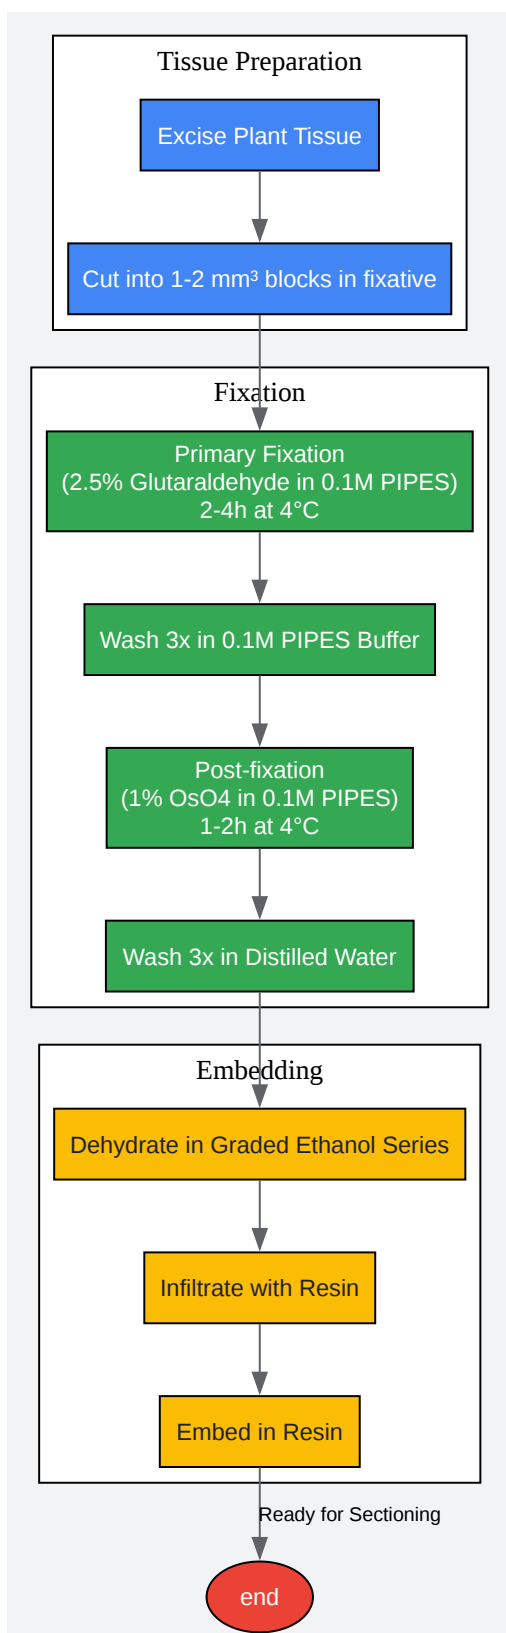 Tissue Preparation
Excise Plant Tissue
Cut into 1-2 mm³ blocks in fixative
Fixation
Primary Fixation
(2.5% Glutaraldehyde in 0.1M PIPES)
2-4h at 4°C
Wash 3x in 0.1M PIPES Buffer
Post-fixation
(1% OsO4 in 0.1M PIPES)
1-2h at 4°C
Wash 3x in Distilled Water
Embedding
Dehydrate in Graded Ethanol Series
Infiltrate with Resin
Embed in Resin
Ready for Sectioning
end